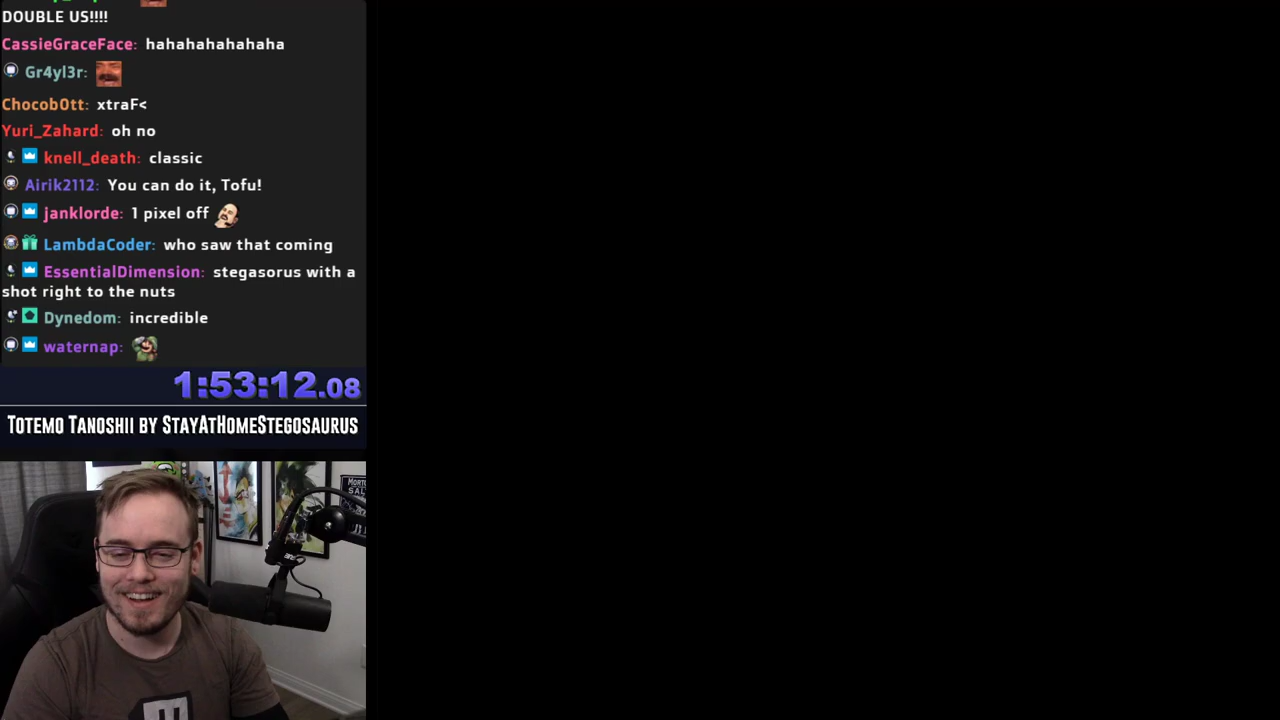 DOUBLE US!!!!
CassieGraceFace: hahahahahahaha
Gr4yl3r:
ChocobOtt: xtraF<
Yuri_Zahard: oh no
knell_death: classic
Airik2112: You can do it, Tofu!
janklorde: 1 pixel off
LambdaCoder: who saw that coming
EssentialDimension: stegasorus with a
shot right to the nuts
Dynedom: incredible
waternap:
1:53:12.08
TOTEMO TANOSHII BY STAYATHOMESTEGOSAURUS